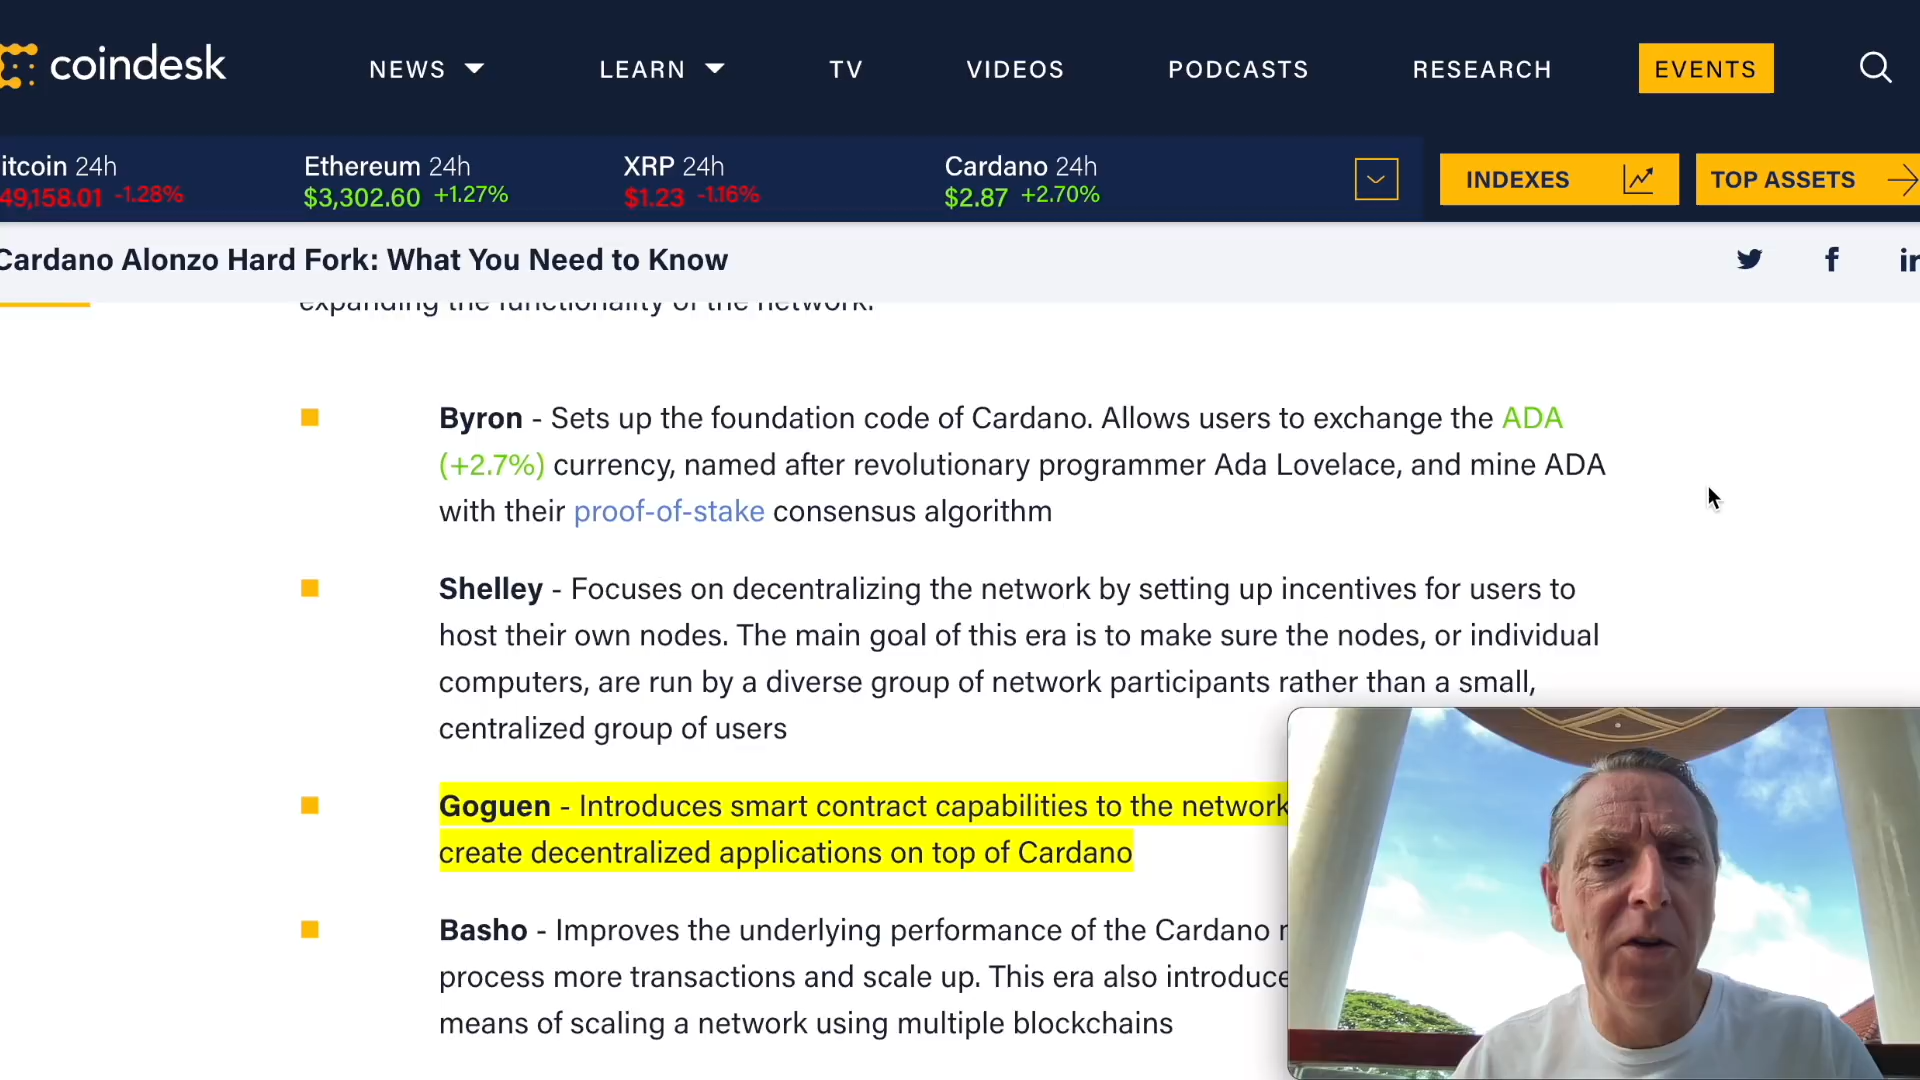 coindesk NEWS LEARN TV VIDEOS PODCASTS RESEARCH EVENTS
itcoin 24h Ethereum 24h XRP 24h Cardano 24h
49,158.01 -1.28% $3,302.60 +1.27% $1.23 -1.16% $2.87 +2.70% INDEXES TOP ASSETS
Cardano Alonzo Hard Fork: What You Need to Know
expanding the functionality of the network.
Byron - Sets up the foundation code of Cardano. Allows users to exchange the ADA
(+2.7%) currency, named after revolutionary programmer Ada Lovelace, and mine ADA
with their proof-of-stake consensus algorithm
Shelley - Focuses on decentralizing the network by setting up incentives for users to
host their own nodes. The main goal of this era is to make sure the nodes, or individual
computers, are run by a diverse group of network participants rather than a small,
centralized group of users
Goguen - Introduces smart contract capabilities to the network
create decentralized applications on top of Cardano
Basho - Improves the underlying performance of the Cardano
process more transactions and scale up. This era also introduce
means of scaling a network using multiple blockchains